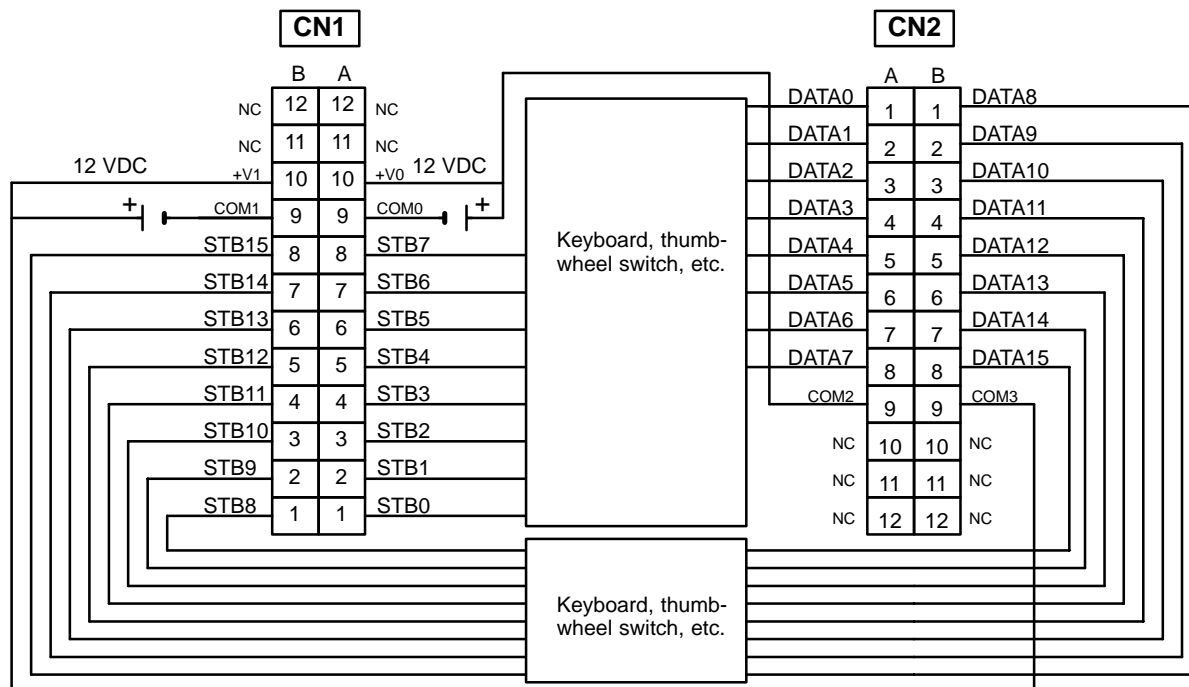 CN1 CN2
B A A B
NC 12 12 NC DATA0 1 1 DATA8
NC 11 11 NC DATA1 2 2 DATA9
12 VDC +V1 10 10 +V0 12 VDC DATA2 3 3 DATA10
+ COM1 9 9 COM0 + DATA3 4 4 DATA11
STB15 8 8 STB7 Keyboard, thumb-
wheel switch, etc. DATA4 5 5 DATA12
STB14 7 7 STB6 DATA5 6 6 DATA13
STB13 6 6 STB5 DATA6 7 7 DATA14
STB12 5 5 STB4 DATA7 8 8 DATA15
STB11 4 4 STB3 COM2 9 9 COM3
STB10 3 3 STB2 NC 10 10 NC
STB9 2 2 STB1 NC 11 11 NC
STB8 1 1 STB0 NC 12 12 NC
Keyboard, thumb-
wheel switch, etc.